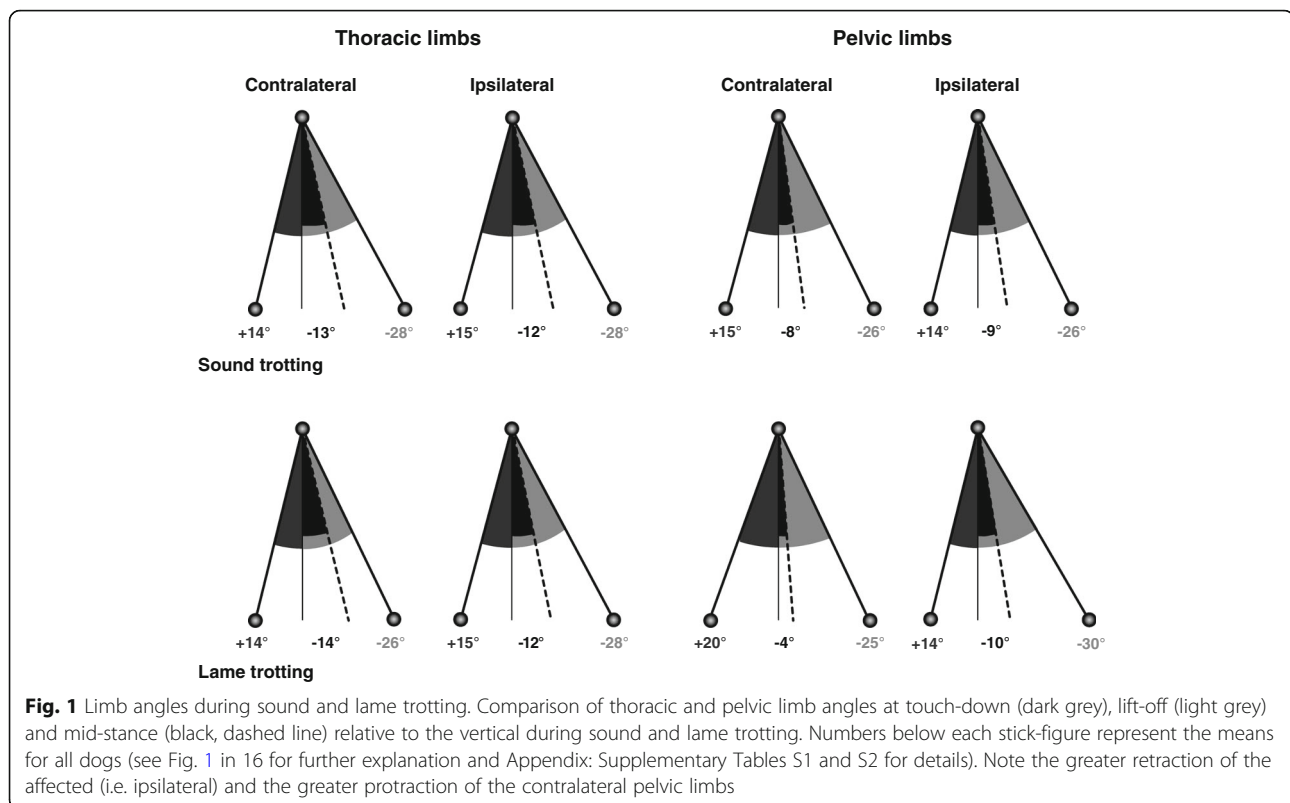 Thoracic limbs Pelvic limbs
Contralateral Ipsilateral Contralateral Ipsilateral
+14° -13° -28° +15° -12° -28° +15° -8° -26° +14° -9° -26°
Sound trotting
+14° -14° -26° +15° -12° -28° +20° -4° -25° +14° -10° -30°
Lame trotting
Fig. 1 Limb angles during sound and lame trotting. Comparison of thoracic and pelvic limb angles at touch-down (dark grey), lift-off (light grey)
and mid-stance (black, dashed line) relative to the vertical during sound and lame trotting. Numbers below each stick-figure represent the means
for all dogs (see Fig. 1 in 16 for further explanation and Appendix: Supplementary Tables S1 and S2 for details). Note the greater retraction of the
affected (i.e. ipsilateral) and the greater protraction of the contralateral pelvic limbs